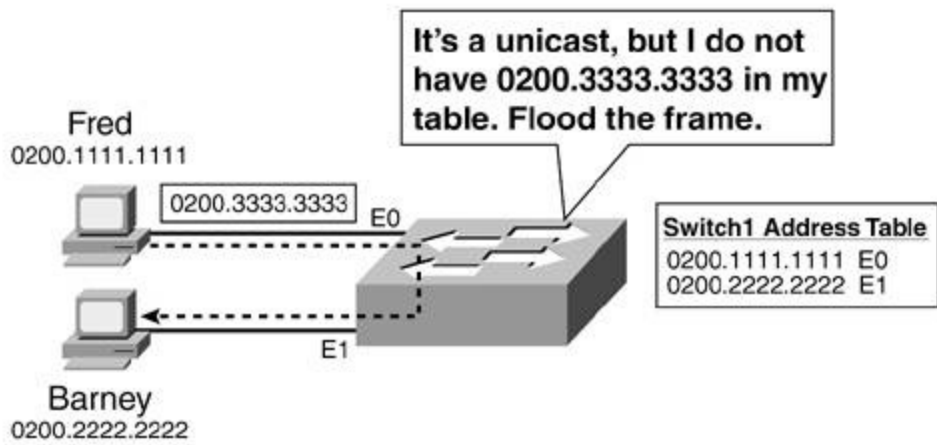 It's a unicast, but I do not
have 0200.3333.3333 in my
table. Flood the frame.
Fred
0200.1111.1111
0200.3333.3333
E0
Switch1 Address Table
0200.1111.1111 E0
0200.2222.2222 E1
E1
Barney
0200.2222.2222